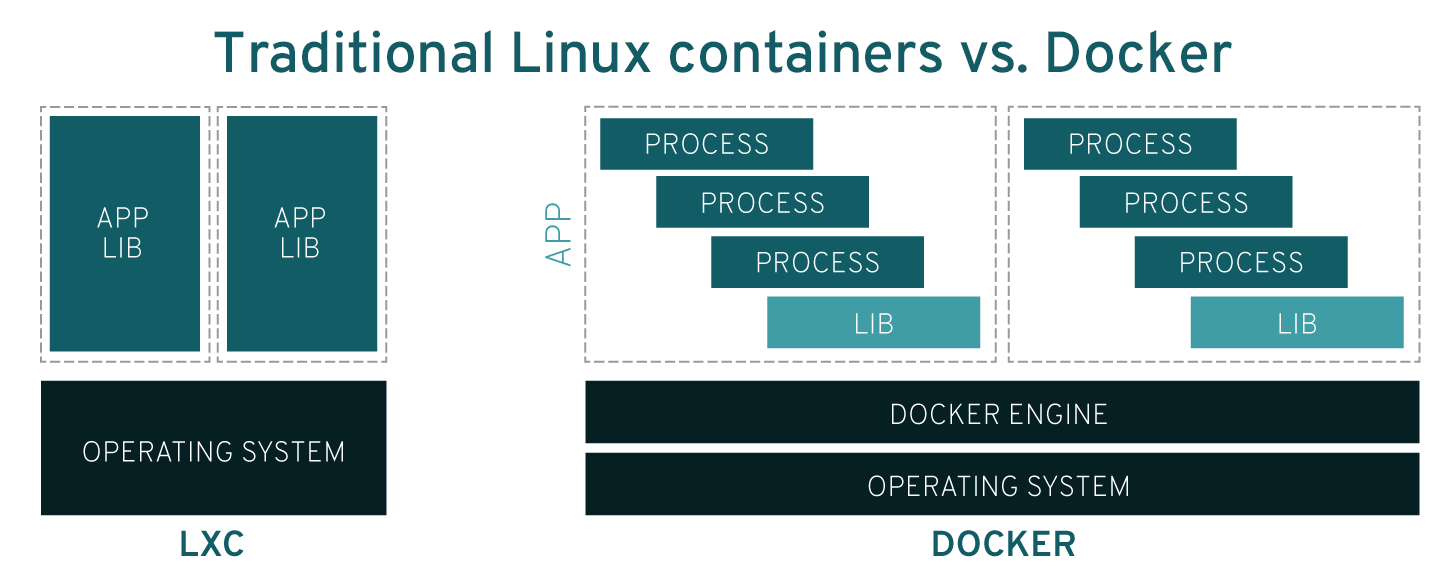 Traditional Linux containers vs. Docker
APP
LIB
APP
LIB
OPERATING SYSTEM
LXC
APP
PROCESS
PROCESS
PROCESS
LIB
PROCESS
PROCESS
PROCESS
LIB
DOCKER ENGINE
OPERATING SYSTEM
DOCKER